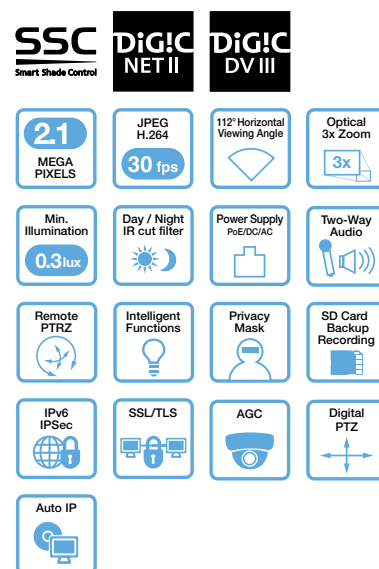 SSC
Smart Shade Control
DiG!C
NET II
DiG!C
DV III
2.1
MEGA
PIXELS
JPEG
H.264
30 fps
112° Horizontal
Viewing Angle
Optical
3x Zoom
3x
Min.
Illumination
0.3lux
Day / Night
IR cut filter
Power Supply
PoE/DC/AC
Two-Way
Audio
Remote
PTRZ
Intelligent
Functions
Privacy
Mask
SD Card
Backup
Recording
IPv6
IPSec
SSL/TLS
AGC
Digital
PTZ
Auto IP